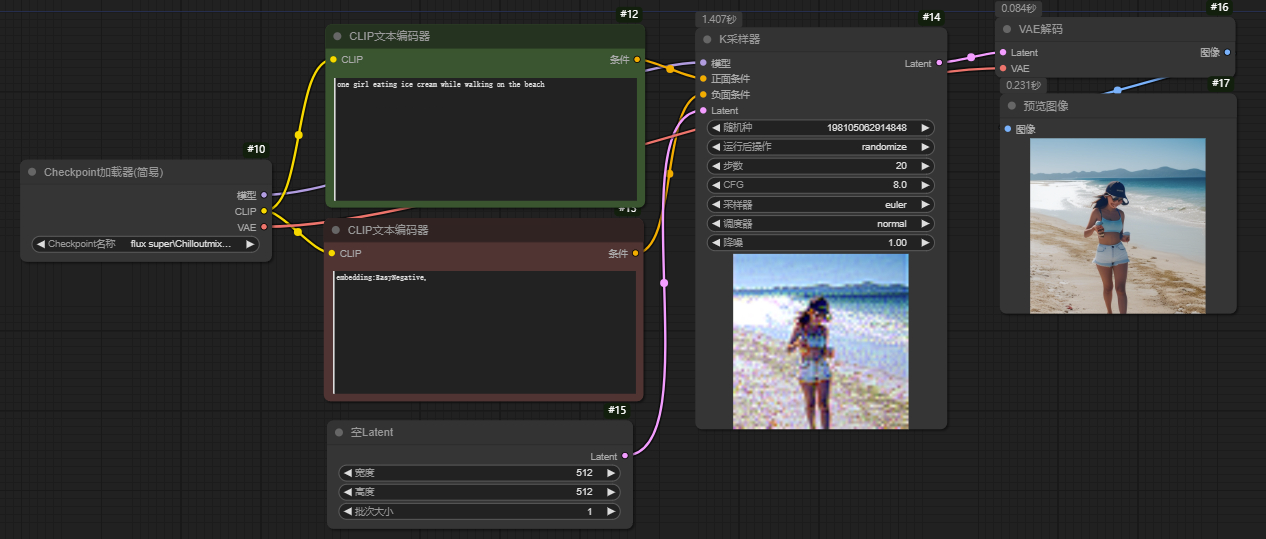 #10
Checkpoint加载器(简易)
模型
CLIP
VAE
Checkpoint名称 flux super\Chilloutmix...
#12
CLIP文本编码器
CLIP 条件
one girl eating ice cream while walking on the beach
#13
CLIP文本编码器
CLIP 条件
embedding:EasyNegative,
#15
空Latent
Latent
宽度 512
高度 512
批次大小 1
1.407秒 #14
K采样器
模型 Latent
正面条件
负面条件
Latent
随机种 198105062914848
运行后操作 randomize
步数 20
CFG 8.0
采样器 euler
调度器 normal
降噪 1.00
0.084秒 #16
VAE解码
Latent 图像
VAE
0.231秒 #17
预览图像
图像